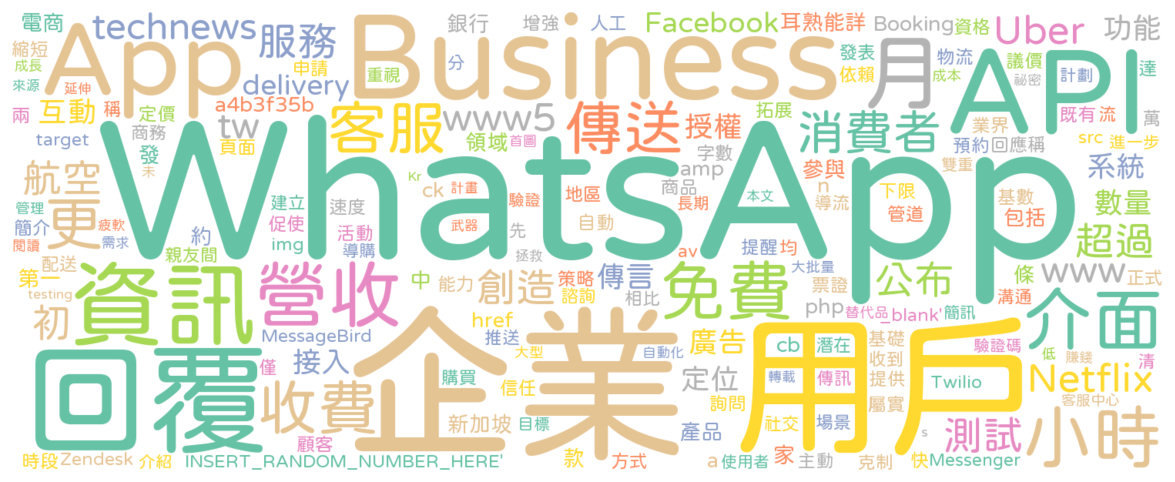 電商 technews 服務 銀行 增強 人工 Facebook 耳熟能詳 Booking 資格 Uber 功能
縮短 App 申請 Business 分 發表 物流 議價 達
成長 重視 月 依賴 成本 祕密 計劃
來源 延伸 delivery API
兩 互動 稱 定價 a4b3f35b 客服 www5 傳送 授權 拓展 消費者 業界 既有 流 萬
商務 tw 領域 首圖 字數 預約 回應稱 src 進一步
target 發 頁面 WhatsApp
未 Kr amp 參與 雙重 系統
航空 更 建立 速度 ck 計畫 驗證 地區 商品 n 下限 基數 數量
管理 促使 武器 自動 長期 本文 導流 管道 包括
簡介 疲軟 約 img 活動 先 av 提醒 均 超過
閱讀 需求 親友間 導購 拯救
配送 中 能力 傳言 大批量 條 www 正式
第一 資訊 營收 創造 策略 免費 票證 公布 溝通
testing 初 諮詢 相比 php 替代品 _blank' 簡訊 介面
MessageBird href 企業 用戶 基礎 驗證碼 低 清
回覆 接入 推送 大型 自動化 廣告 cb 潛在 收到 賺錢
僅 收費 購買 信任 定位 轉載 傳訊 提供 Twilio Netflix
新加坡 目標 詢問 社交 場景 屬實 客服中心
顧客 產品 s 測試 小時
時段 Zendesk 介紹 INSERT_RANDOM_NUMBER_HERE' 款 方式 a 使用者 家 主動 克制 快 Messenger